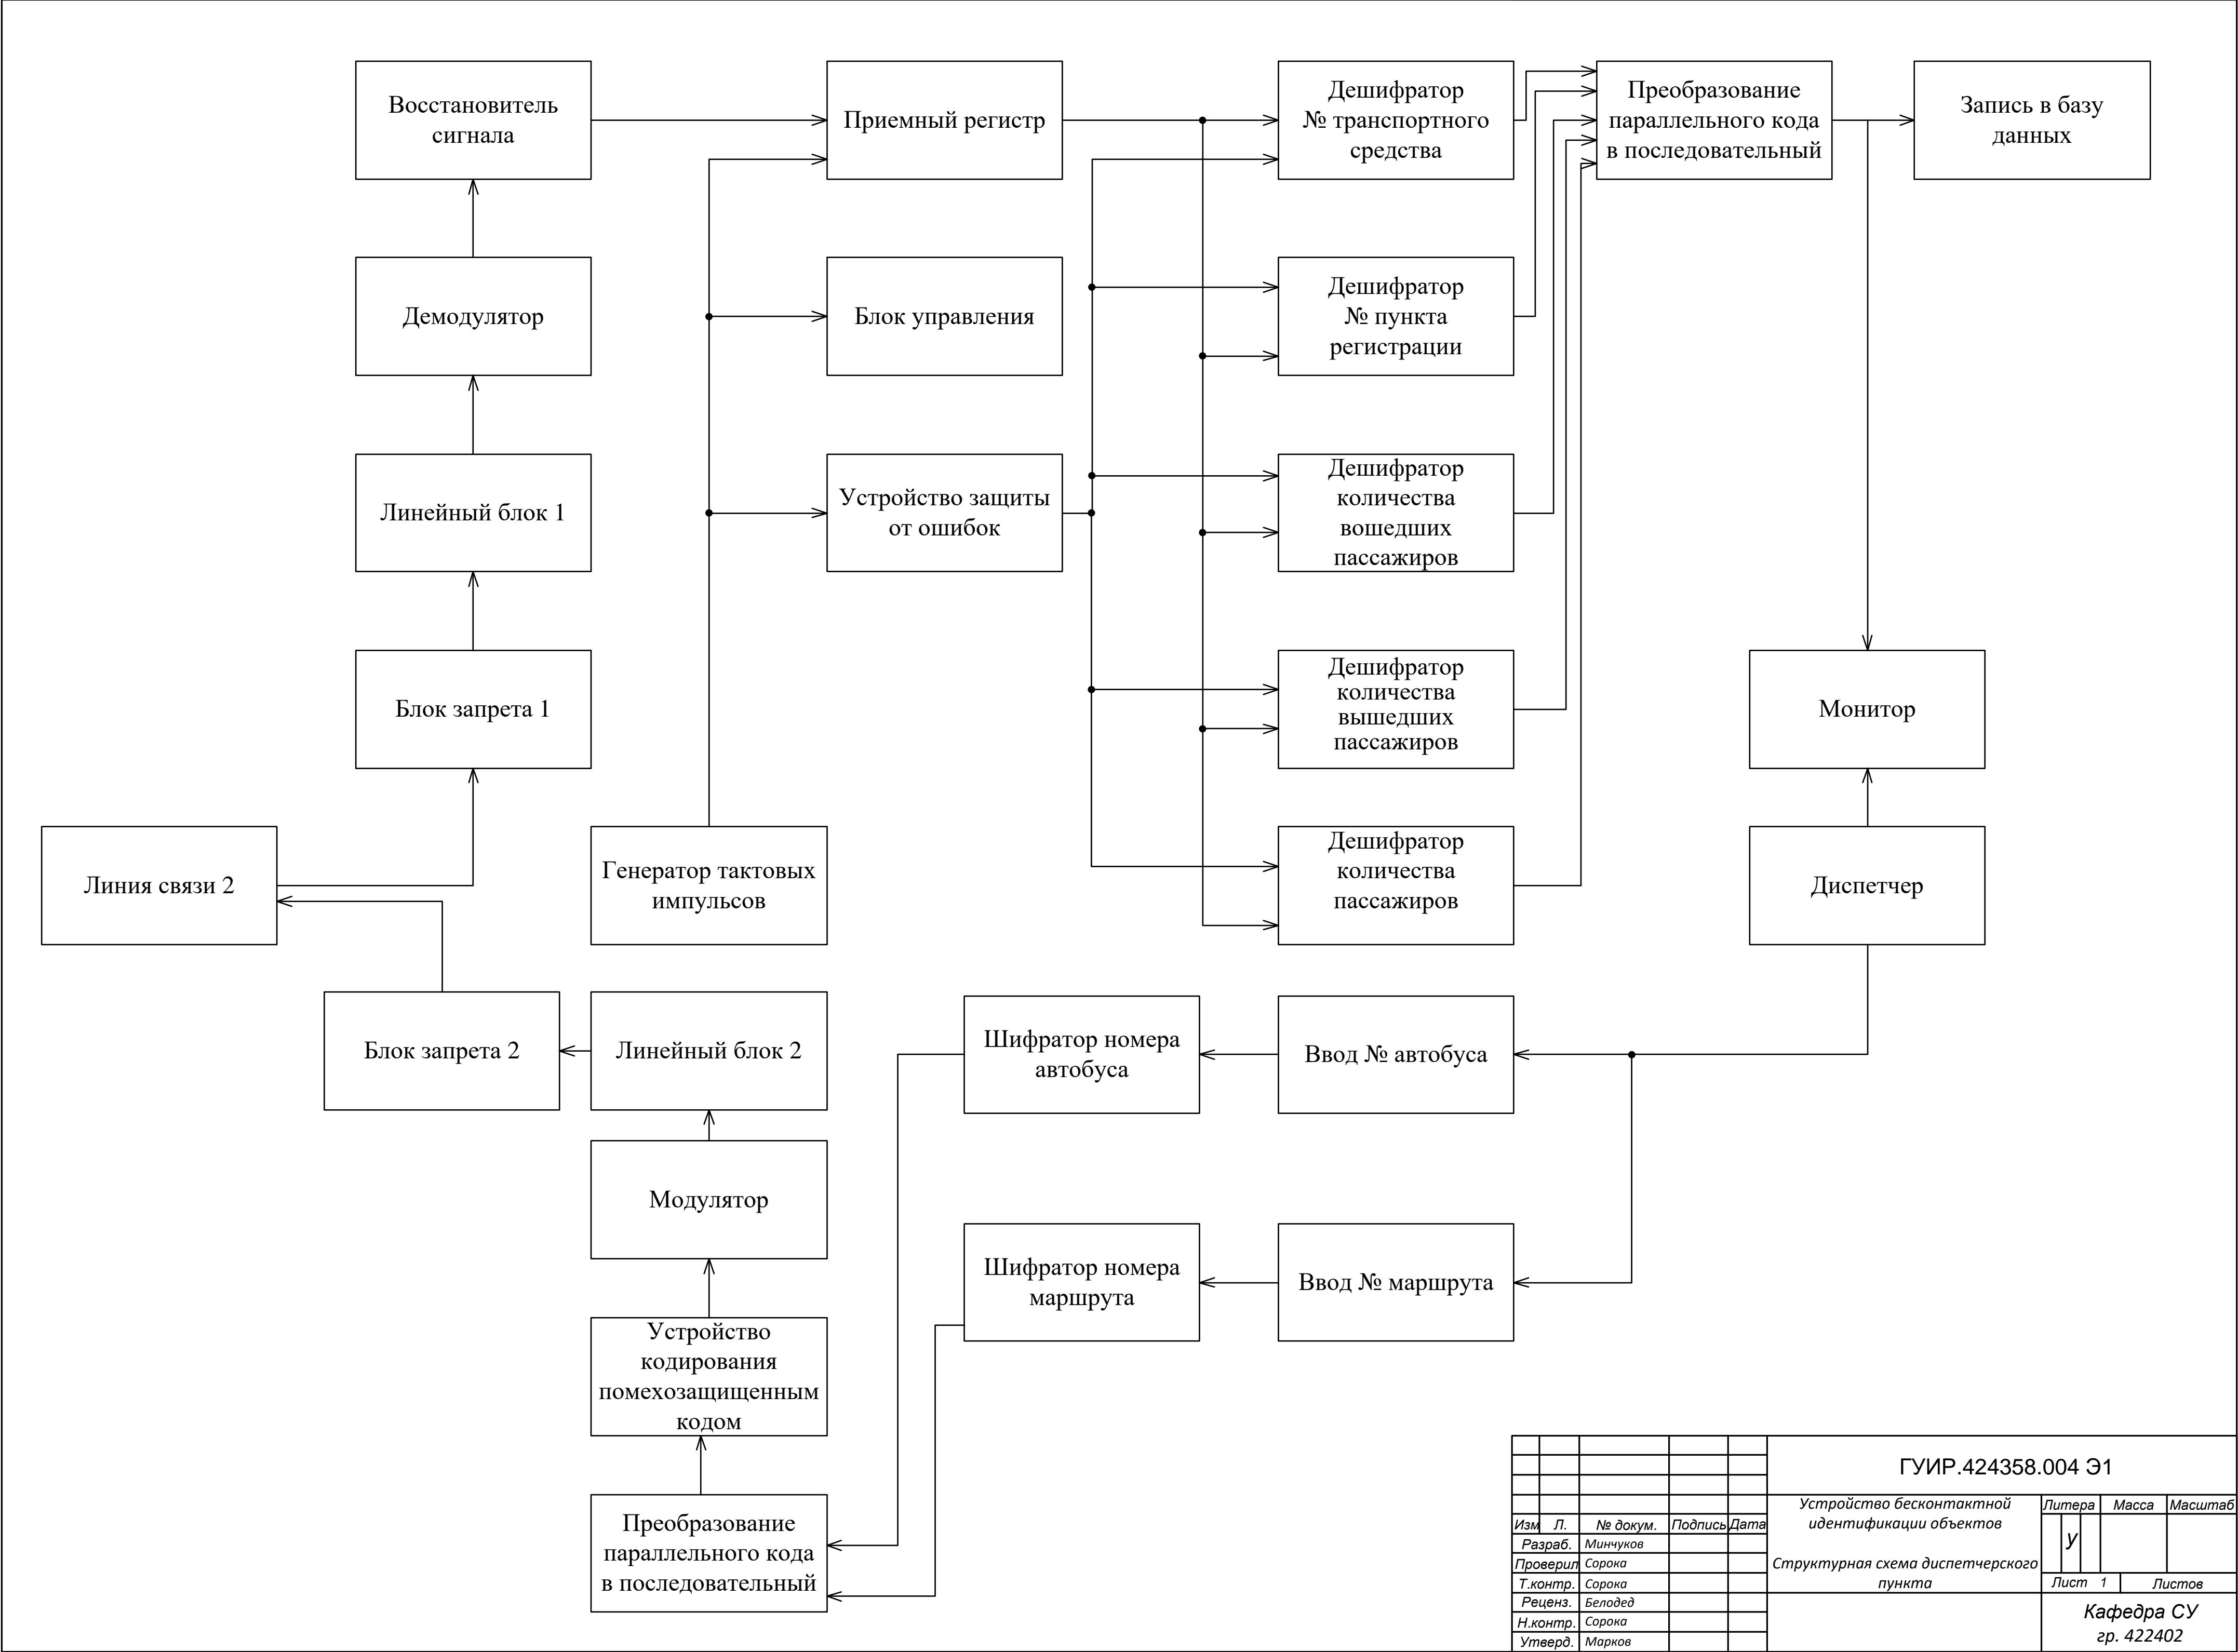 Восстановитель
сигнала
Приемный регистр
Дешифратор
№ транспортного
средства
Преобразование
параллельного кода
в последовательный
Запись в базу
данных
Демодулятор
Блок управления
Дешифратор
№ пункта
регистрации
Линейный блок 1
Устройство защиты
от ошибок
Дешифратор
количества
вошедших
пассажиров
Блок запрета 1
Дешифратор
количества
вышедших
пассажиров
Монитор
Линия связи 2
Генератор тактовых
импульсов
Дешифратор
количества
пассажиров
Диспетчер
Блок запрета 2
Линейный блок 2
Шифратор номера
автобуса
Ввод № автобуса
Модулятор
Шифратор номера
маршрута
Ввод № маршрута
Устройство
кодирования
помехозащищенным
кодом
Преобразование
параллельного кода
в последовательный
ГУИР.424358.004 Э1
Устройство бесконтактной
идентификации объектов
Структурная схема диспетчерского
пункта
Литера Масса Масштаб
у
Лист 1 Листов
Кафедра СУ
гр. 422402
Изм Л. № докум. Подпись Дата
Разраб. Минчуков
Проверил Сорока
Т.контр. Сорока
Реценз. Белодед
Н.контр. Сорока
Утверд. Марков